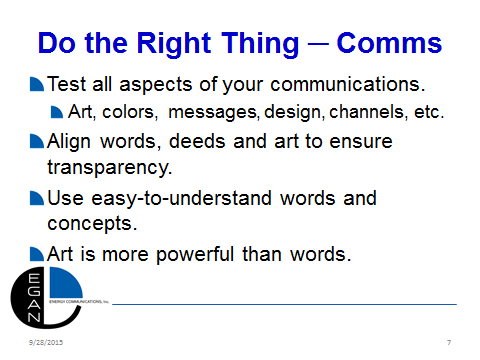 Do the Right Thing ─ Comms
Test all aspects of your communications.
Art, colors, messages, design, channels, etc.
Align words, deeds and art to ensure
transparency.
Use easy-to-understand words and
concepts.
Art is more powerful than words.
EGAN
ENERGY COMMUNICATIONS, Inc.
9/28/2015
7